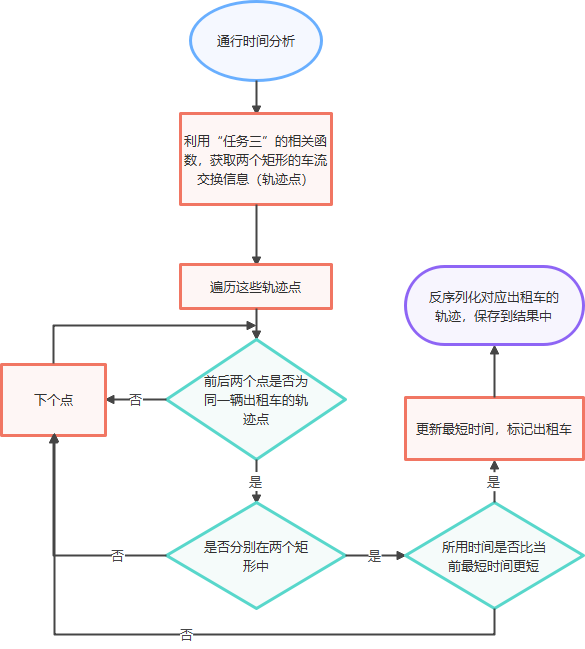 通行时间分析
利用“任务三”的相关函
数，获取两个矩形的车流
交换信息（轨迹点）
遍历这些轨迹点
反序列化对应出租车的
轨迹，保存到结果中
前后两个点是否为
同一辆出租车的轨
迹点
否
下个点
更新最短时间，标记出租车
是
是
是否分别在两个矩
形中
否
是
所用时间是否比当
前最短时间更短
否